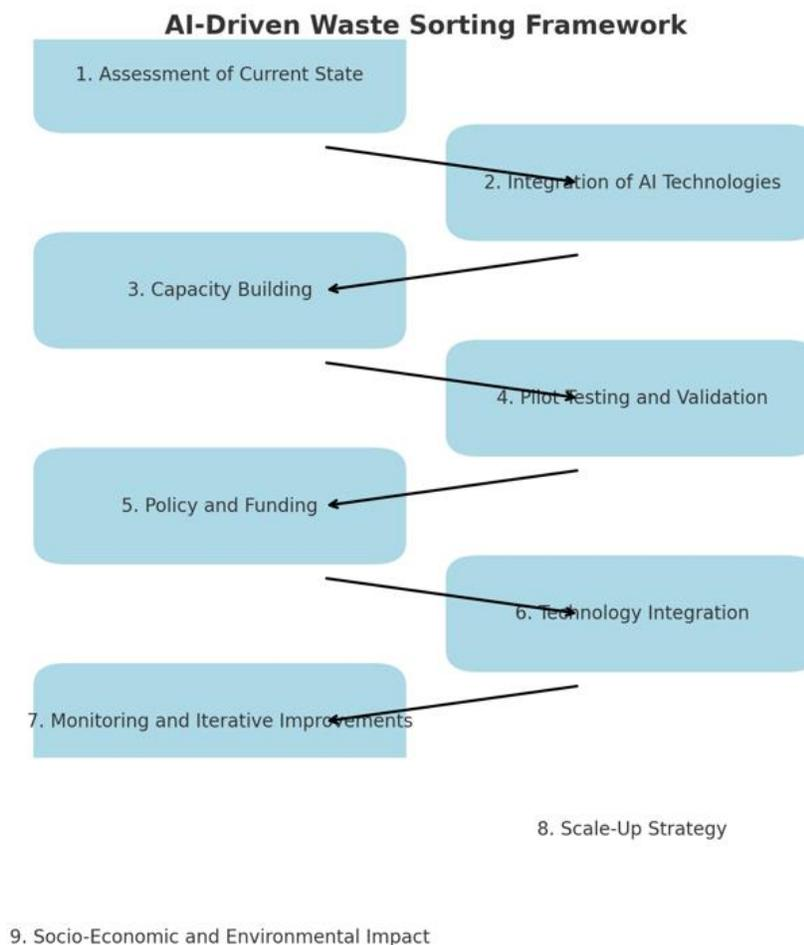 AI-Driven Waste Sorting Framework
1. Assessment of Current State
2. Integration of AI Technologies
3. Capacity Building
4. Pilot Testing and Validation
5. Policy and Funding
6. Technology Integration
7. Monitoring and Iterative Improvements
8. Scale-Up Strategy
9. Socio-Economic and Environmental Impact